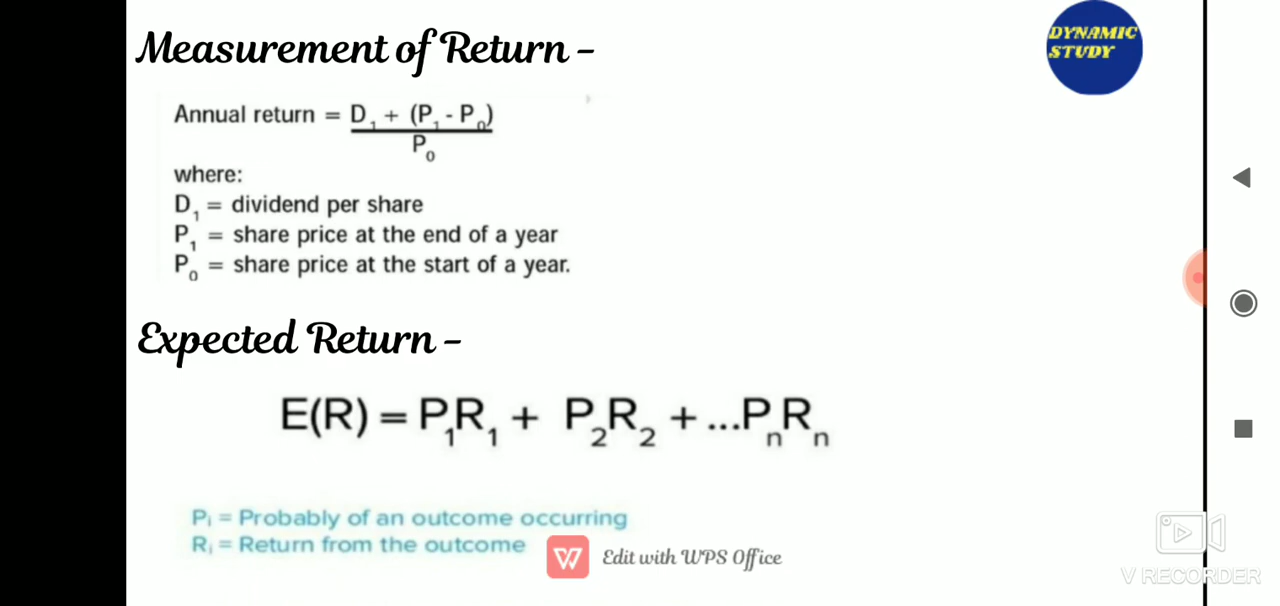 Measurement of Return -
DYNAMIC
STUDY
Annual return = D₁ + (P₁ - P₀)
P₀
where:
D₁ = dividend per share
P₁ = share price at the end of a year
P₀ = share price at the start of a year.
Expected Return -
E(R) = P₁R₁ + P₂R₂ + ...PₙRₙ
Pᵢ = Probably of an outcome occurring
Rᵢ = Return from the outcome
Edit with WPS Office
V RECORDER